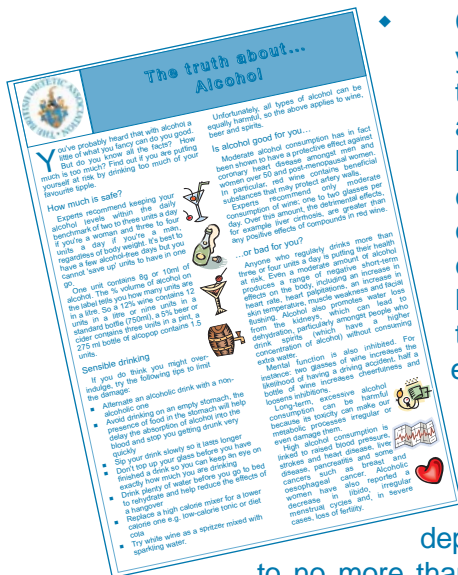 The truth about...
Alcohol
THE BRITISH DIETETIC ASSOCIATION
You've probably heard that with alcohol a
little of what you fancy can do you good.
But do you know all the facts? How
much is too much? Find out if you are putting
yourself at risk by drinking too much of your
favourite tipple.
How much is safe?
Experts recommend keeping your
alcohol levels within the daily
benchmark of two to three units a day
if you're a woman and three to four
units a day if you're a man,
regardless of body weight. It's best to
have a few alcohol-free days but you
cannot 'save up' units to have in one
go.
One unit contains 8g or 10ml of
alcohol. The % volume of alcohol on
the label tells you how many units are
in a litre. So a 12% wine contains 12
units in a litre or nine units in a
standard bottle (750ml), a 5% beer or
cider contains three units in a pint, a
275 ml bottle of alcopop contains 1.5
units.
Sensible drinking
If you do think you might over-
indulge, try the following tips to limit
the damage:
Alternate an alcoholic drink with a non-
alcoholic one
Avoid drinking on an empty stomach, the
presence of food in the stomach will help
delay the absorption of alcohol into the
blood and stop you getting drunk very
quickly
Sip your drink slowly so it tastes longer
Don't top up your glass before you have
finished a drink so you can keep an eye on
exactly how much you are drinking
Drink plenty of water before you go to bed
to rehydrate and help reduce the effects of
a hangover
Replace a high calorie mixer for a lower
calorie one e.g. low-calorie tonic or diet
cola
Try white wine as a spritzer mixed with
sparkling water.
Unfortunately, all types of alcohol can be
equally harmful, so the above applies to wine,
beer and spirits.
Is alcohol good for you…
Moderate alcohol consumption has in fact
been shown to have a protective effect against
coronary heart disease amongst men and
women over 50 and post-menopausal women.
In particular, red wine contains beneficial
substances that may protect artery walls.
Experts recommend only moderate
consumption of wine; one to two glasses per
day. Over this amount, the detrimental effects,
for example liver cirrhosis, are greater than
any positive effects of compounds in red wine.
…or bad for you?
Anyone who regularly drinks more than
three or four units a day is putting their health
at risk. Even a moderate amount of alcohol
produces a range of negative short-term
effects on the body, including an increase in
heart rate, heart palpitations, an increase in
skin temperature, muscle weakness and facial
flushing. Alcohol also promotes water loss
from the kidneys, which can lead to
dehydration, particularly amongst people who
drink spirits (which have a higher
concentration of alcohol) without consuming
extra water.
Mental function is also inhibited. For
instance: two glasses of wine increases the
likelihood of having a driving accident, half a
bottle of wine increases cheerfulness and
loosens inhibitions.
Long-term, excessive alcohol
consumption can be harmful
because its toxicity can make our
metabolic processes irregular or
even damage them.
High alcohol consumption is
linked to raised blood pressure,
strokes and heart disease, liver
disease, pancreatitis and some
cancers, such as breast and
oesophageal cancer. Alcoholic
women have also reported a
decrease in libido, irregular
menstrual cycles and, in severe
cases, loss of fertility.
dep
to no more than